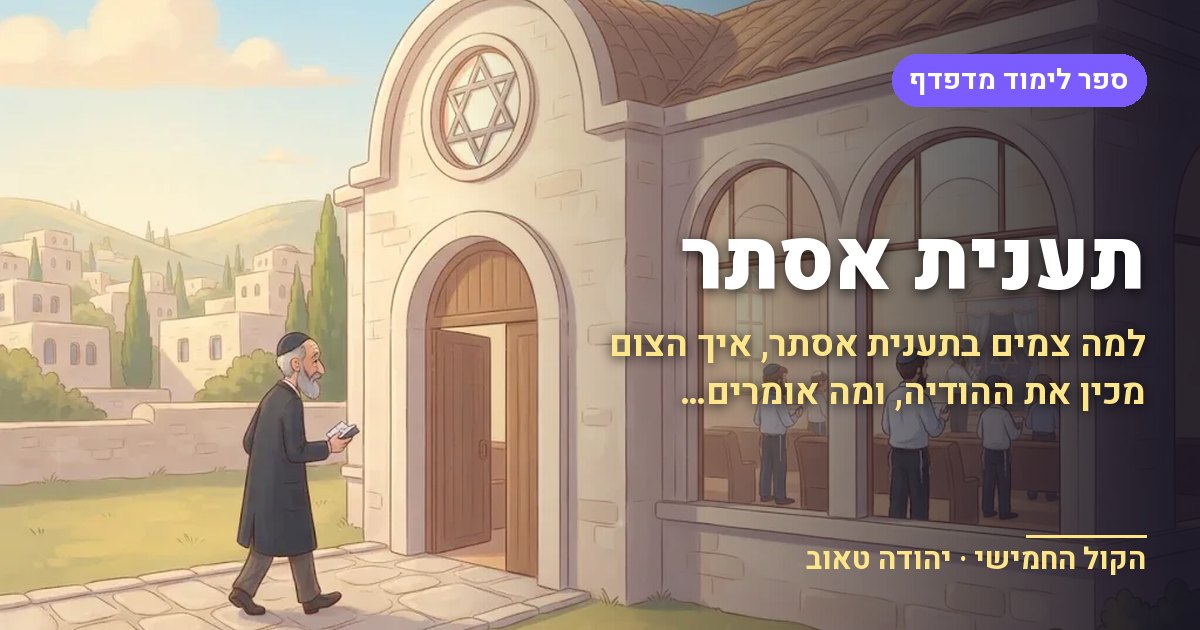 ספר לימוד מדפדף
תענית אסתר
למה צמים בתענית אסתר, איך הצום
מכין את ההודיה, ומה אומרים...
הקול החמישי · יהודה טאוב